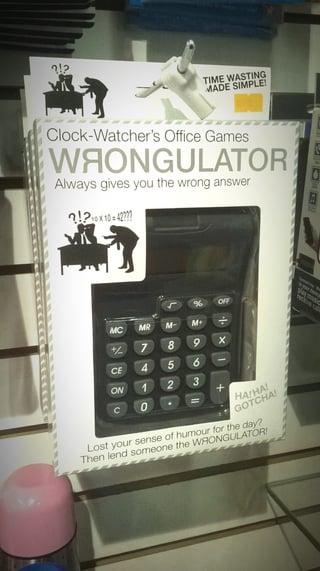 ?!?
TIME WASTING
MADE SIMPLE!
Clock-Watcher's Office Games
WЯONGULATOR
Always gives you the wrong answer
?!? 10 X 10 = 42????
√ % OFF
MC MR M- M+ ÷
+/- 7 8 9 X
CE 4 5 6 -
ON 1 2 3 +
C 0 • =
HA!HA!
GOTCHA!
Lost your sense of humour for the day?
Then lend someone the WЯONGULATOR!